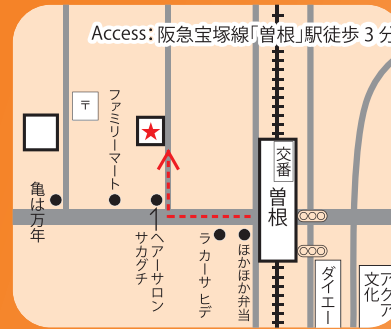 Access: 阪急宝塚線「曽根」駅徒歩3分
〒
ファミリーマート
亀は万年
ヘアーサロン
サカグチ
ラ カーサ ヒデ
ほかほか弁当
交番
曽根
ダイエー
文化
アクア